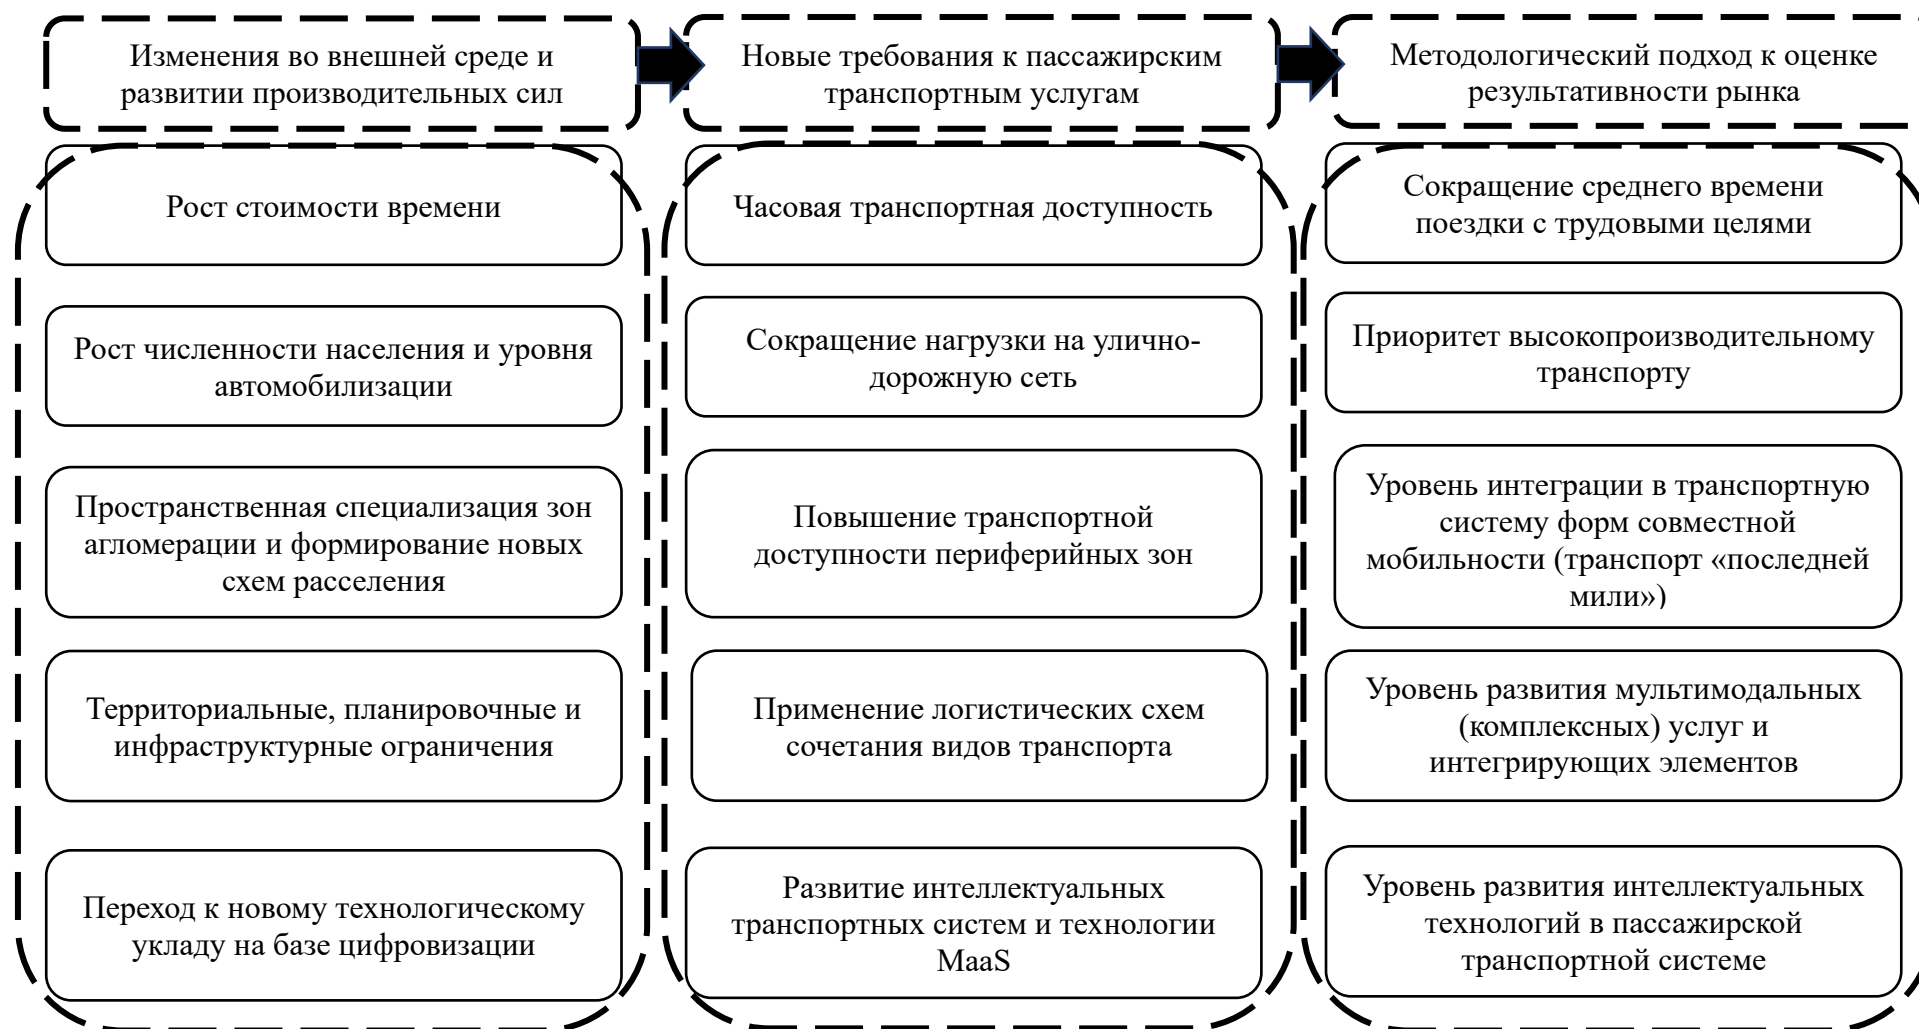 Изменения во внешней среде и
развитии производительных сил
Новые требования к пассажирским
транспортным услугам
Методологический подход к оценке
результативности рынка
Рост стоимости времени
Часовая транспортная доступность
Сокращение среднего времени
поездки с трудовыми целями
Рост численности населения и уровня
автомобилизации
Сокращение нагрузки на улично-
дорожную сеть
Приоритет высокопроизводительному
транспорту
Пространственная специализация зон
агломерации и формирование новых
схем расселения
Повышение транспортной
доступности периферийных зон
Уровень интеграции в транспортную
систему форм совместной
мобильности (транспорт «последней
мили»)
Территориальные, планировочные и
инфраструктурные ограничения
Применение логистических схем
сочетания видов транспорта
Уровень развития мультимодальных
(комплексных) услуг и
интегрирующих элементов
Переход к новому технологическому
укладу на базе цифровизации
Развитие интеллектуальных
транспортных систем и технологии
MaaS
Уровень развития интеллектуальных
технологий в пассажирской
транспортной системе